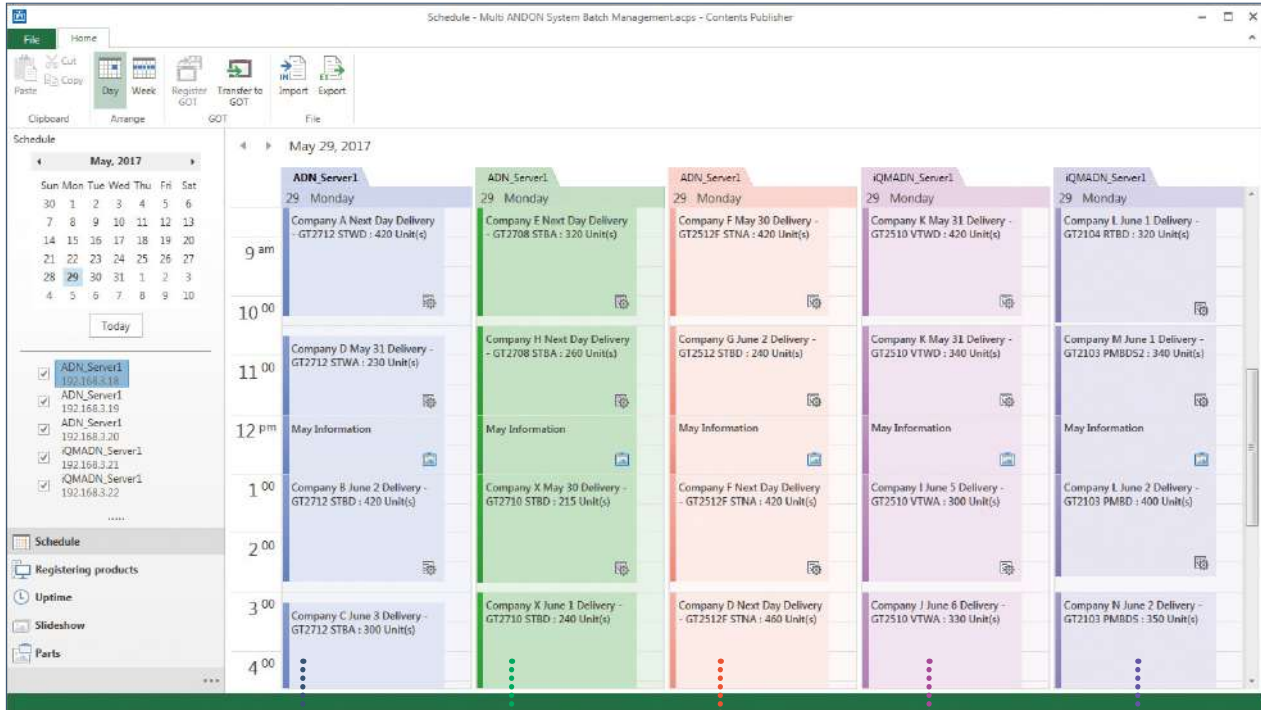 Schedule - Multi ANDON System Batch Management.acps - Contents Publisher
File
Home
Paste
Cut
Copy
Day
Week
Register GOT
Transfer to GOT
IN
Import
EX
Export
Clipboard
Arrange
GOT
File
Schedule
May, 2017
Sun Mon Tue Wed Thu Fri Sat
30 1 2 3 4 5 6
7 8 9 10 11 12 13
14 15 16 17 18 19 20
21 22 23 24 25 26 27
28 29 30 31 1 2 3
4 5 6 7 8 9 10
Today
ADN_Server1
192.168.3.18
ADN_Server1
192.168.3.19
ADN_Server1
192.168.3.20
iQMADN_Server1
192.168.3.21
iQMADN_Server1
192.168.3.22
Schedule
Registering products
Uptime
Slideshow
Parts
May 29, 2017
9 am
10 00
11 00
12 pm
1 00
2 00
3 00
4 00
ADN_Server1
29 Monday
Company A Next Day Delivery
- GT2712 STWD : 420 Unit(s)
Company D May 31 Delivery -
GT2712 STWA : 230 Unit(s)
May Information
Company B June 2 Delivery -
GT2712 STBD : 420 Unit(s)
Company C June 3 Delivery -
GT2712 STBA : 300 Unit(s)
ADN_Server1
29 Monday
Company E Next Day Delivery
- GT2708 STBA : 320 Unit(s)
Company H Next Day Delivery
- GT2708 STBA : 260 Unit(s)
May Information
Company X May 30 Delivery -
GT2710 STBD : 215 Unit(s)
Company X June 1 Delivery -
GT2710 STBD : 240 Unit(s)
ADN_Server1
29 Monday
Company F May 30 Delivery -
GT2512F STNA : 420 Unit(s)
Company G June 2 Delivery -
GT2512 STBD : 240 Unit(s)
May Information
Company F Next Day Delivery
- GT2512F STNA : 420 Unit(s)
Company D Next Day Delivery
- GT2512F STNA : 460 Unit(s)
iQMADN_Server1
29 Monday
Company K May 31 Delivery -
GT2510 VTWD : 420 Unit(s)
Company K May 31 Delivery -
GT2510 VTWD : 340 Unit(s)
May Information
Company I June 5 Delivery -
GT2510 VTWA : 300 Unit(s)
Company J June 6 Delivery -
GT2510 VTWA : 330 Unit(s)
iQMADN_Server1
29 Monday
Company L June 1 Delivery -
GT2104 RTBD : 320 Unit(s)
Company M June 1 Delivery -
GT2103 PMBDS2 : 340 Unit(s)
May Information
Company L June 2 Delivery -
GT2103 PMBD : 400 Unit(s)
Company N June 2 Delivery -
GT2103 PMBDS : 350 Unit(s)